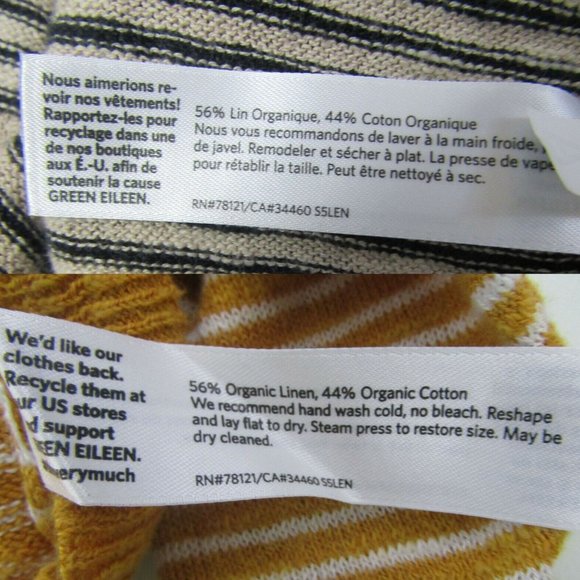 Nous aimerions re-
voir nos vêtements!
Rapportez-les pour
recyclage dans une
de nos boutiques
aux É.-U. afin de
soutenir la cause
GREEN EILEEN.
56% Lin Organique, 44% Coton Organique
Nous vous recommandons de laver à la main froide,
de javel. Remodeler et sécher à plat. La presse de
pour rétablir la taille. Peut être nettoyé à sec.
RN#78121/CA#34460 S5LEN
We'd like our
clothes back.
Recycle them at
US stores
support
EILEEN.
56% Organic Linen, 44% Organic Cotton
We recommend hand wash cold, no bleach. Reshape
and lay flat to dry. Steam press to restore size. May be
dry cleaned.
RN#78121/CA#34460 S5LEN